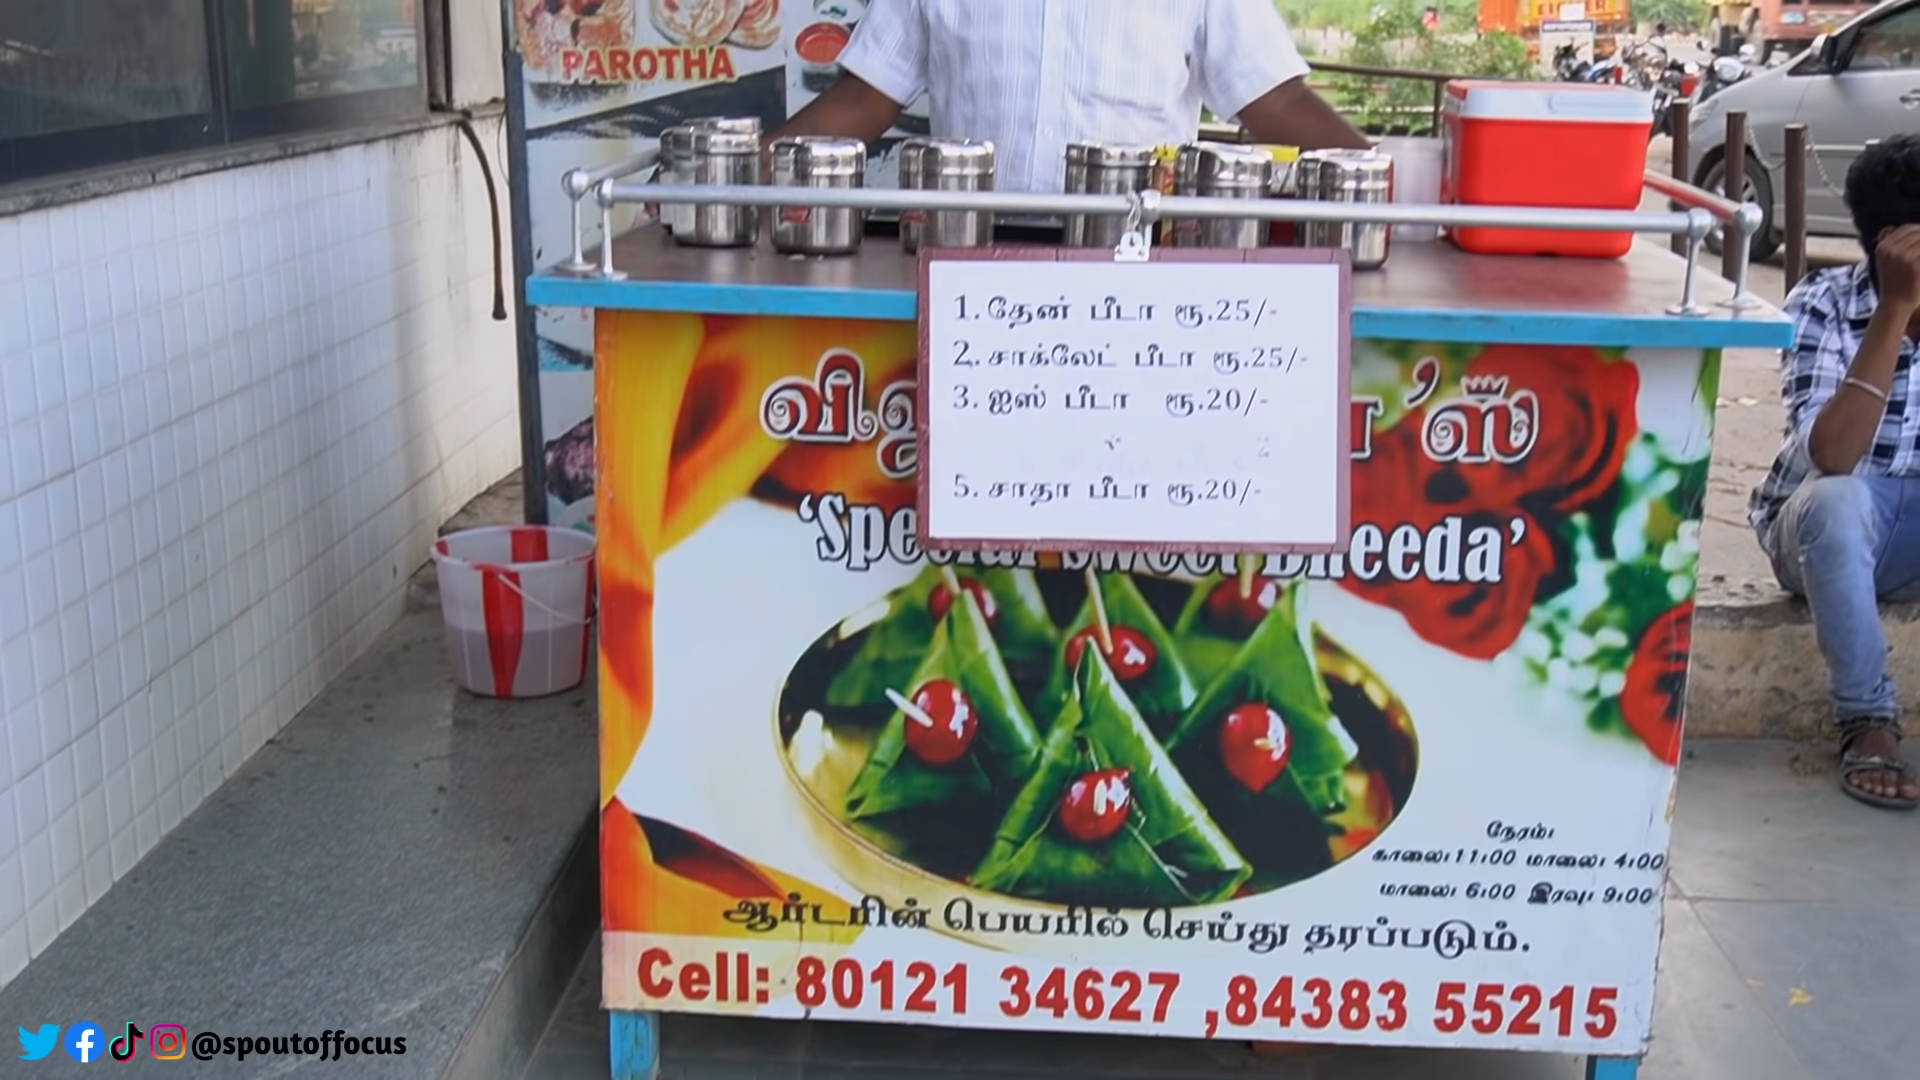 PAROTHA
1. தேன் பீடா ரூ.25/-
2. சாக்லேட் பீடா ரூ.25/-
3. ஐஸ் பீடா ரூ.20/-
5. சாதா பீடா ரூ.20/-
'ஸ்
'Special Sweet Bheeda'
நேரம்:
காலை: 11:00 மாலை: 4:00
மாலை: 6:00 இரவு: 9:00
ஆர்டரின் பெயரில் செய்து தரப்படும்.
Cell: 80121 34627 ,84383 55215
@spoutoffocus